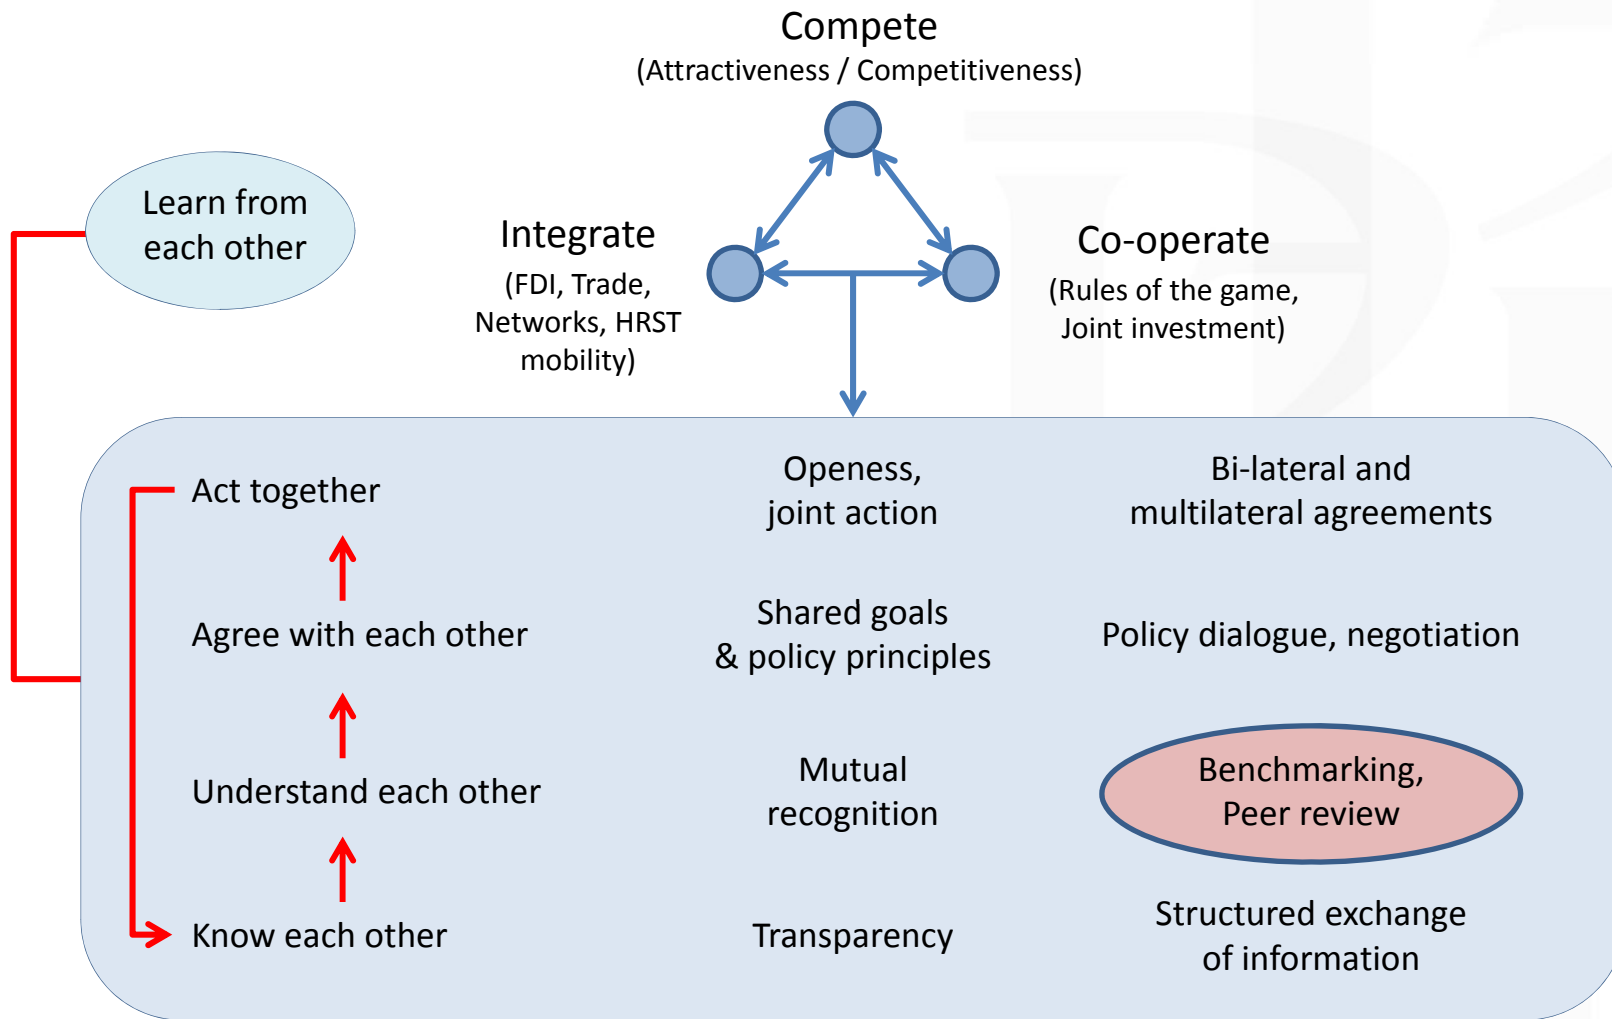 Compete
(Attractiveness / Competitiveness)
Learn from
each other
Integrate
(FDI, Trade,
Networks, HRST
mobility)
Co-operate
(Rules of the game,
Joint investment)
Act together
Openess,
joint action
Bi-lateral and
multilateral agreements
Agree with each other
Shared goals
& policy principles
Policy dialogue, negotiation
Understand each other
Mutual
recognition
Benchmarking,
Peer review
Know each other
Transparency
Structured exchange
of information